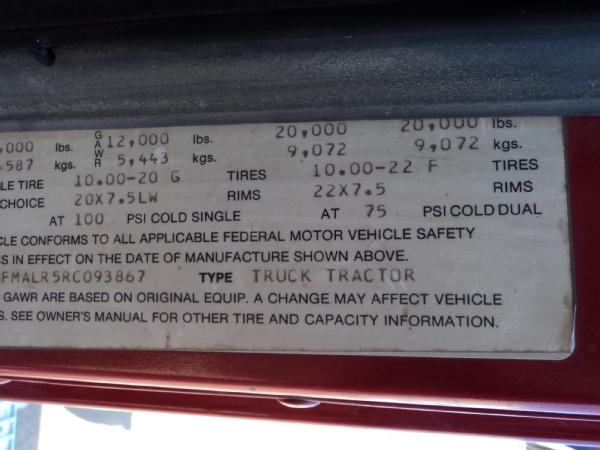 ,000 lbs. GAWR 12,000 lbs. 20,000 20,000 lbs.
,587 kgs. 5,443 kgs. 9,072 9,072 kgs.
LE TIRE 10.00-20 G TIRES 10.00-22 F TIRES
CHOICE 20X7.5LW RIMS 22X7.5 RIMS
AT 100 PSI COLD SINGLE AT 75 PSI COLD DUAL
CLE CONFORMS TO ALL APPLICABLE FEDERAL MOTOR VEHICLE SAFETY
S IN EFFECT ON THE DATE OF MANUFACTURE SHOWN ABOVE.
FMALR5RC093867 TYPE TRUCK TRACTOR
GAWR ARE BASED ON ORIGINAL EQUIP. A CHANGE MAY AFFECT VEHICLE
S. SEE OWNER'S MANUAL FOR OTHER TIRE AND CAPACITY INFORMATION.